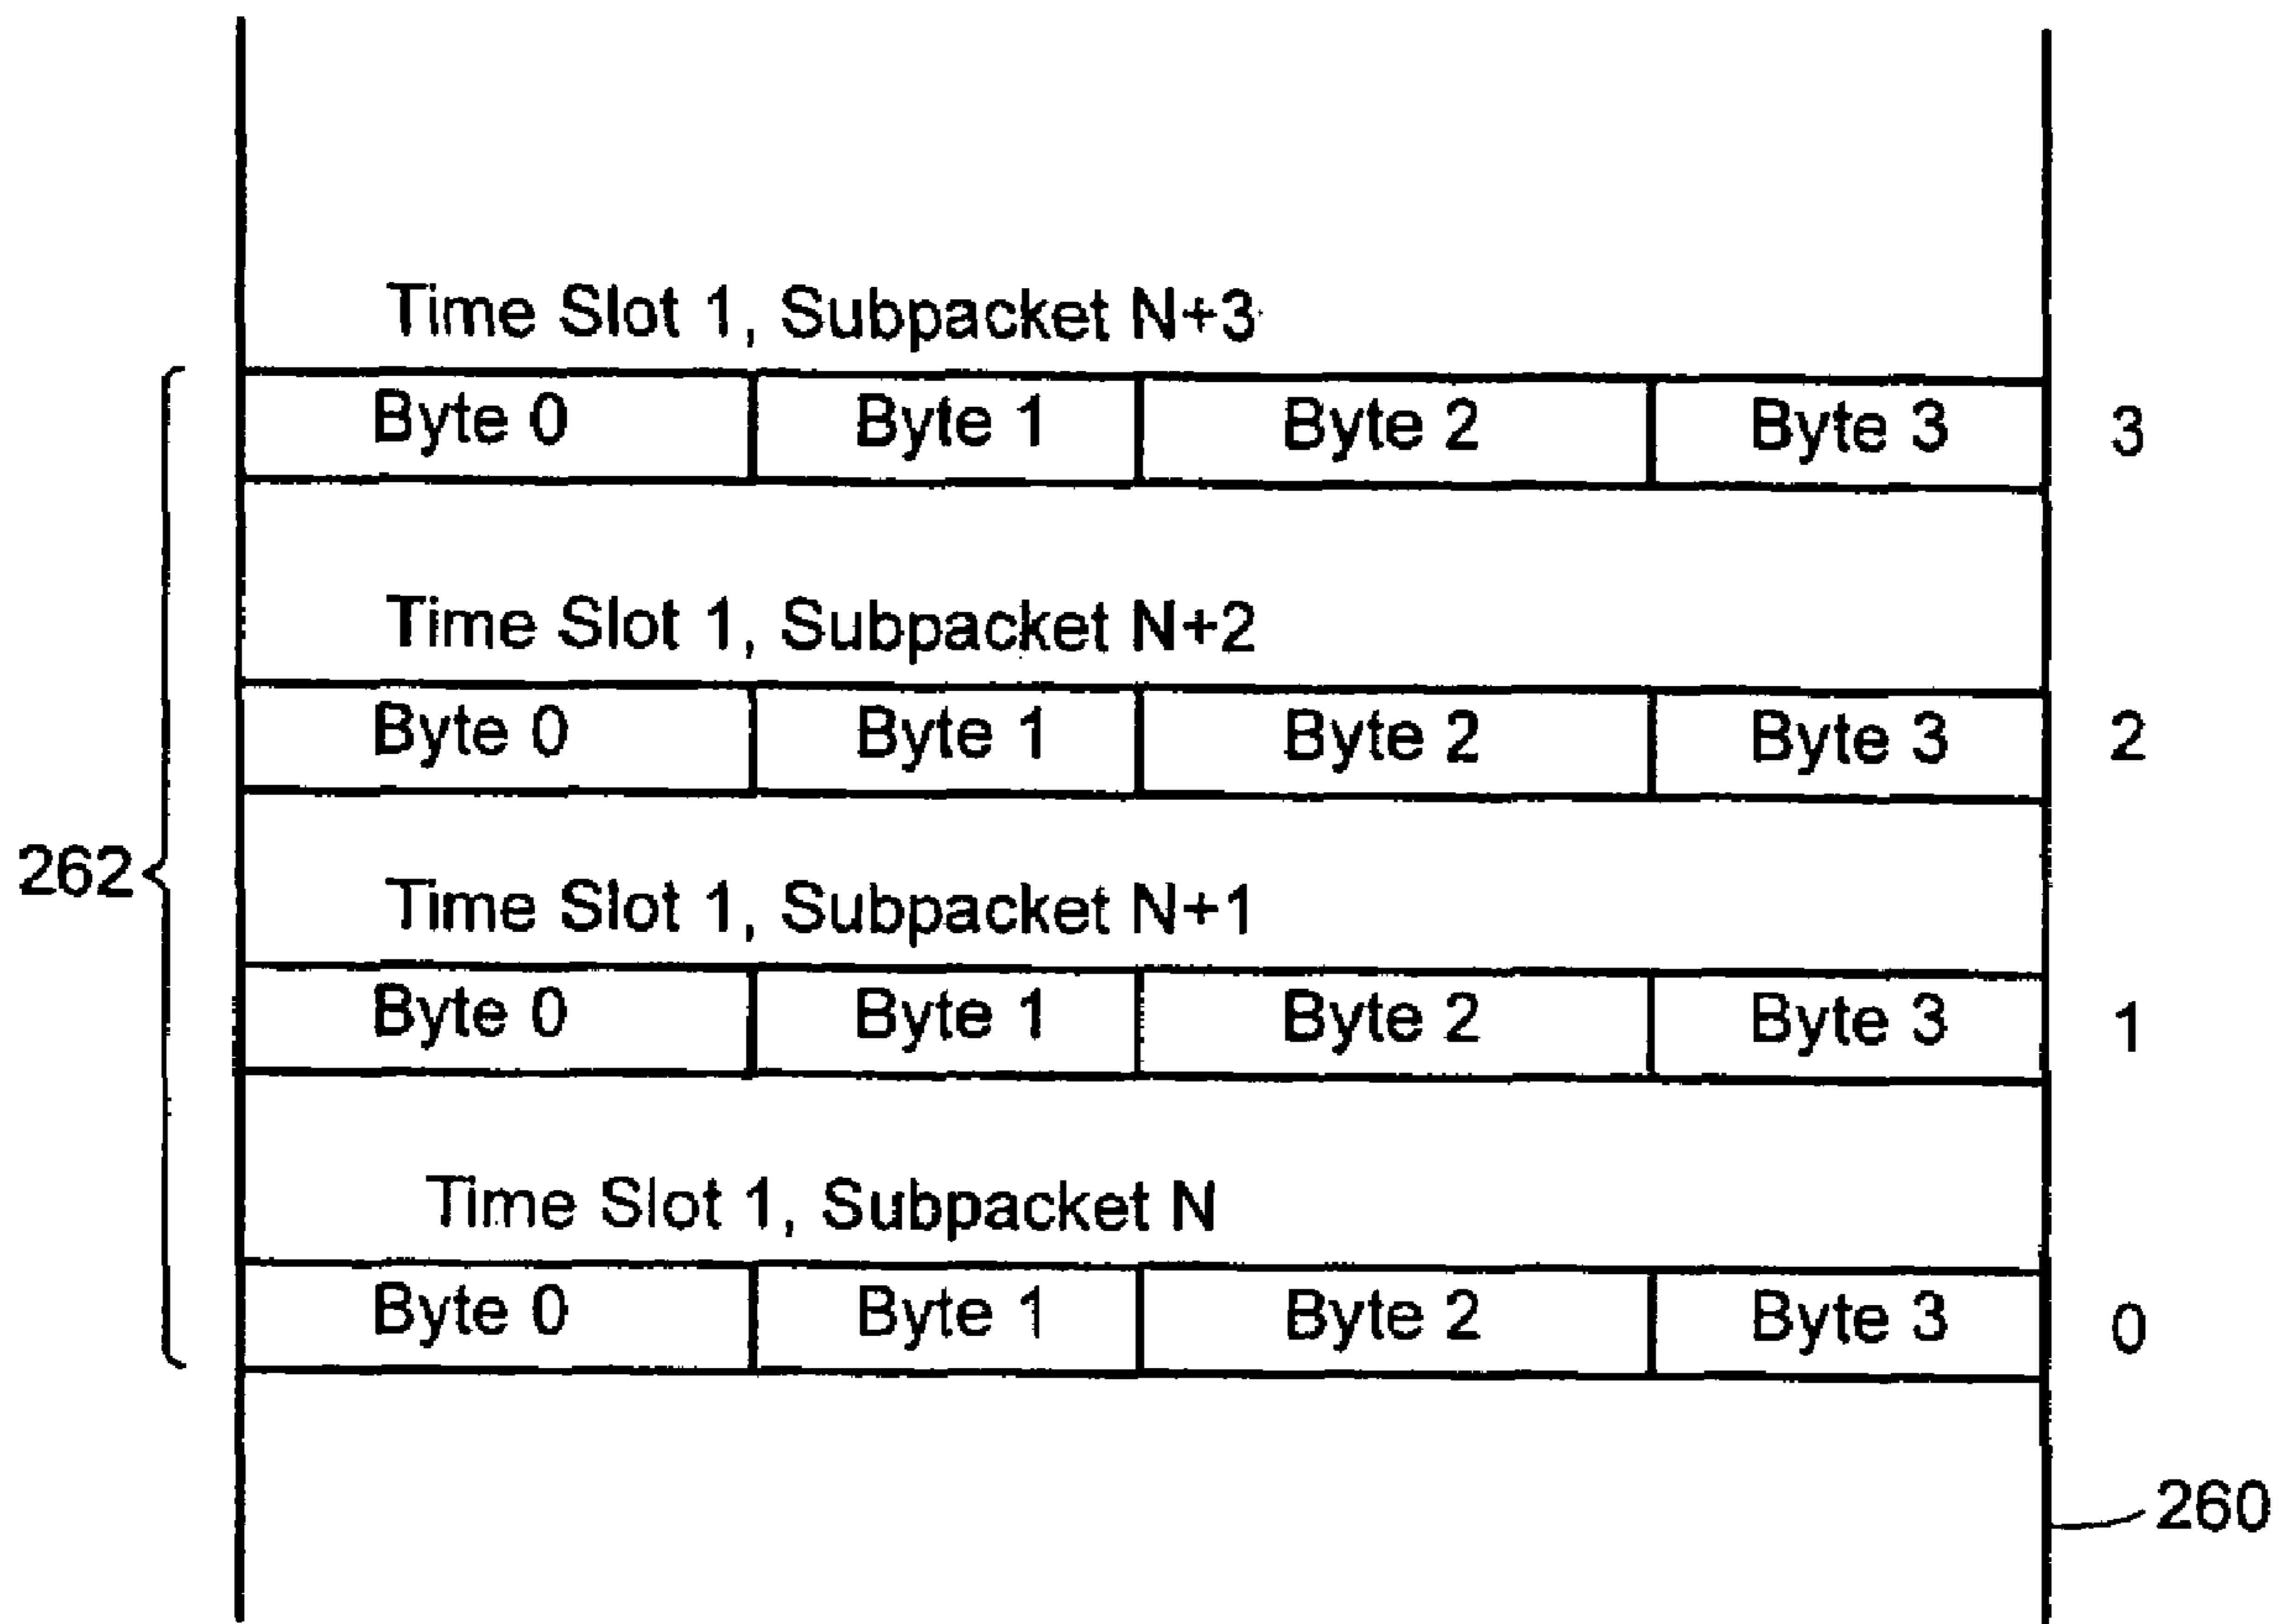 Time Slot 1, Subpacket N+3
Byte 0 Byte 1 Byte 2 Byte 3 3
Time Slot 1, Subpacket N+2
Byte 0 Byte 1 Byte 2 Byte 3 2
262
Time Slot 1, Subpacket N+1
Byte 0 Byte 1 Byte 2 Byte 3 1
Time Slot 1, Subpacket N
Byte 0 Byte 1 Byte 2 Byte 3 0
260